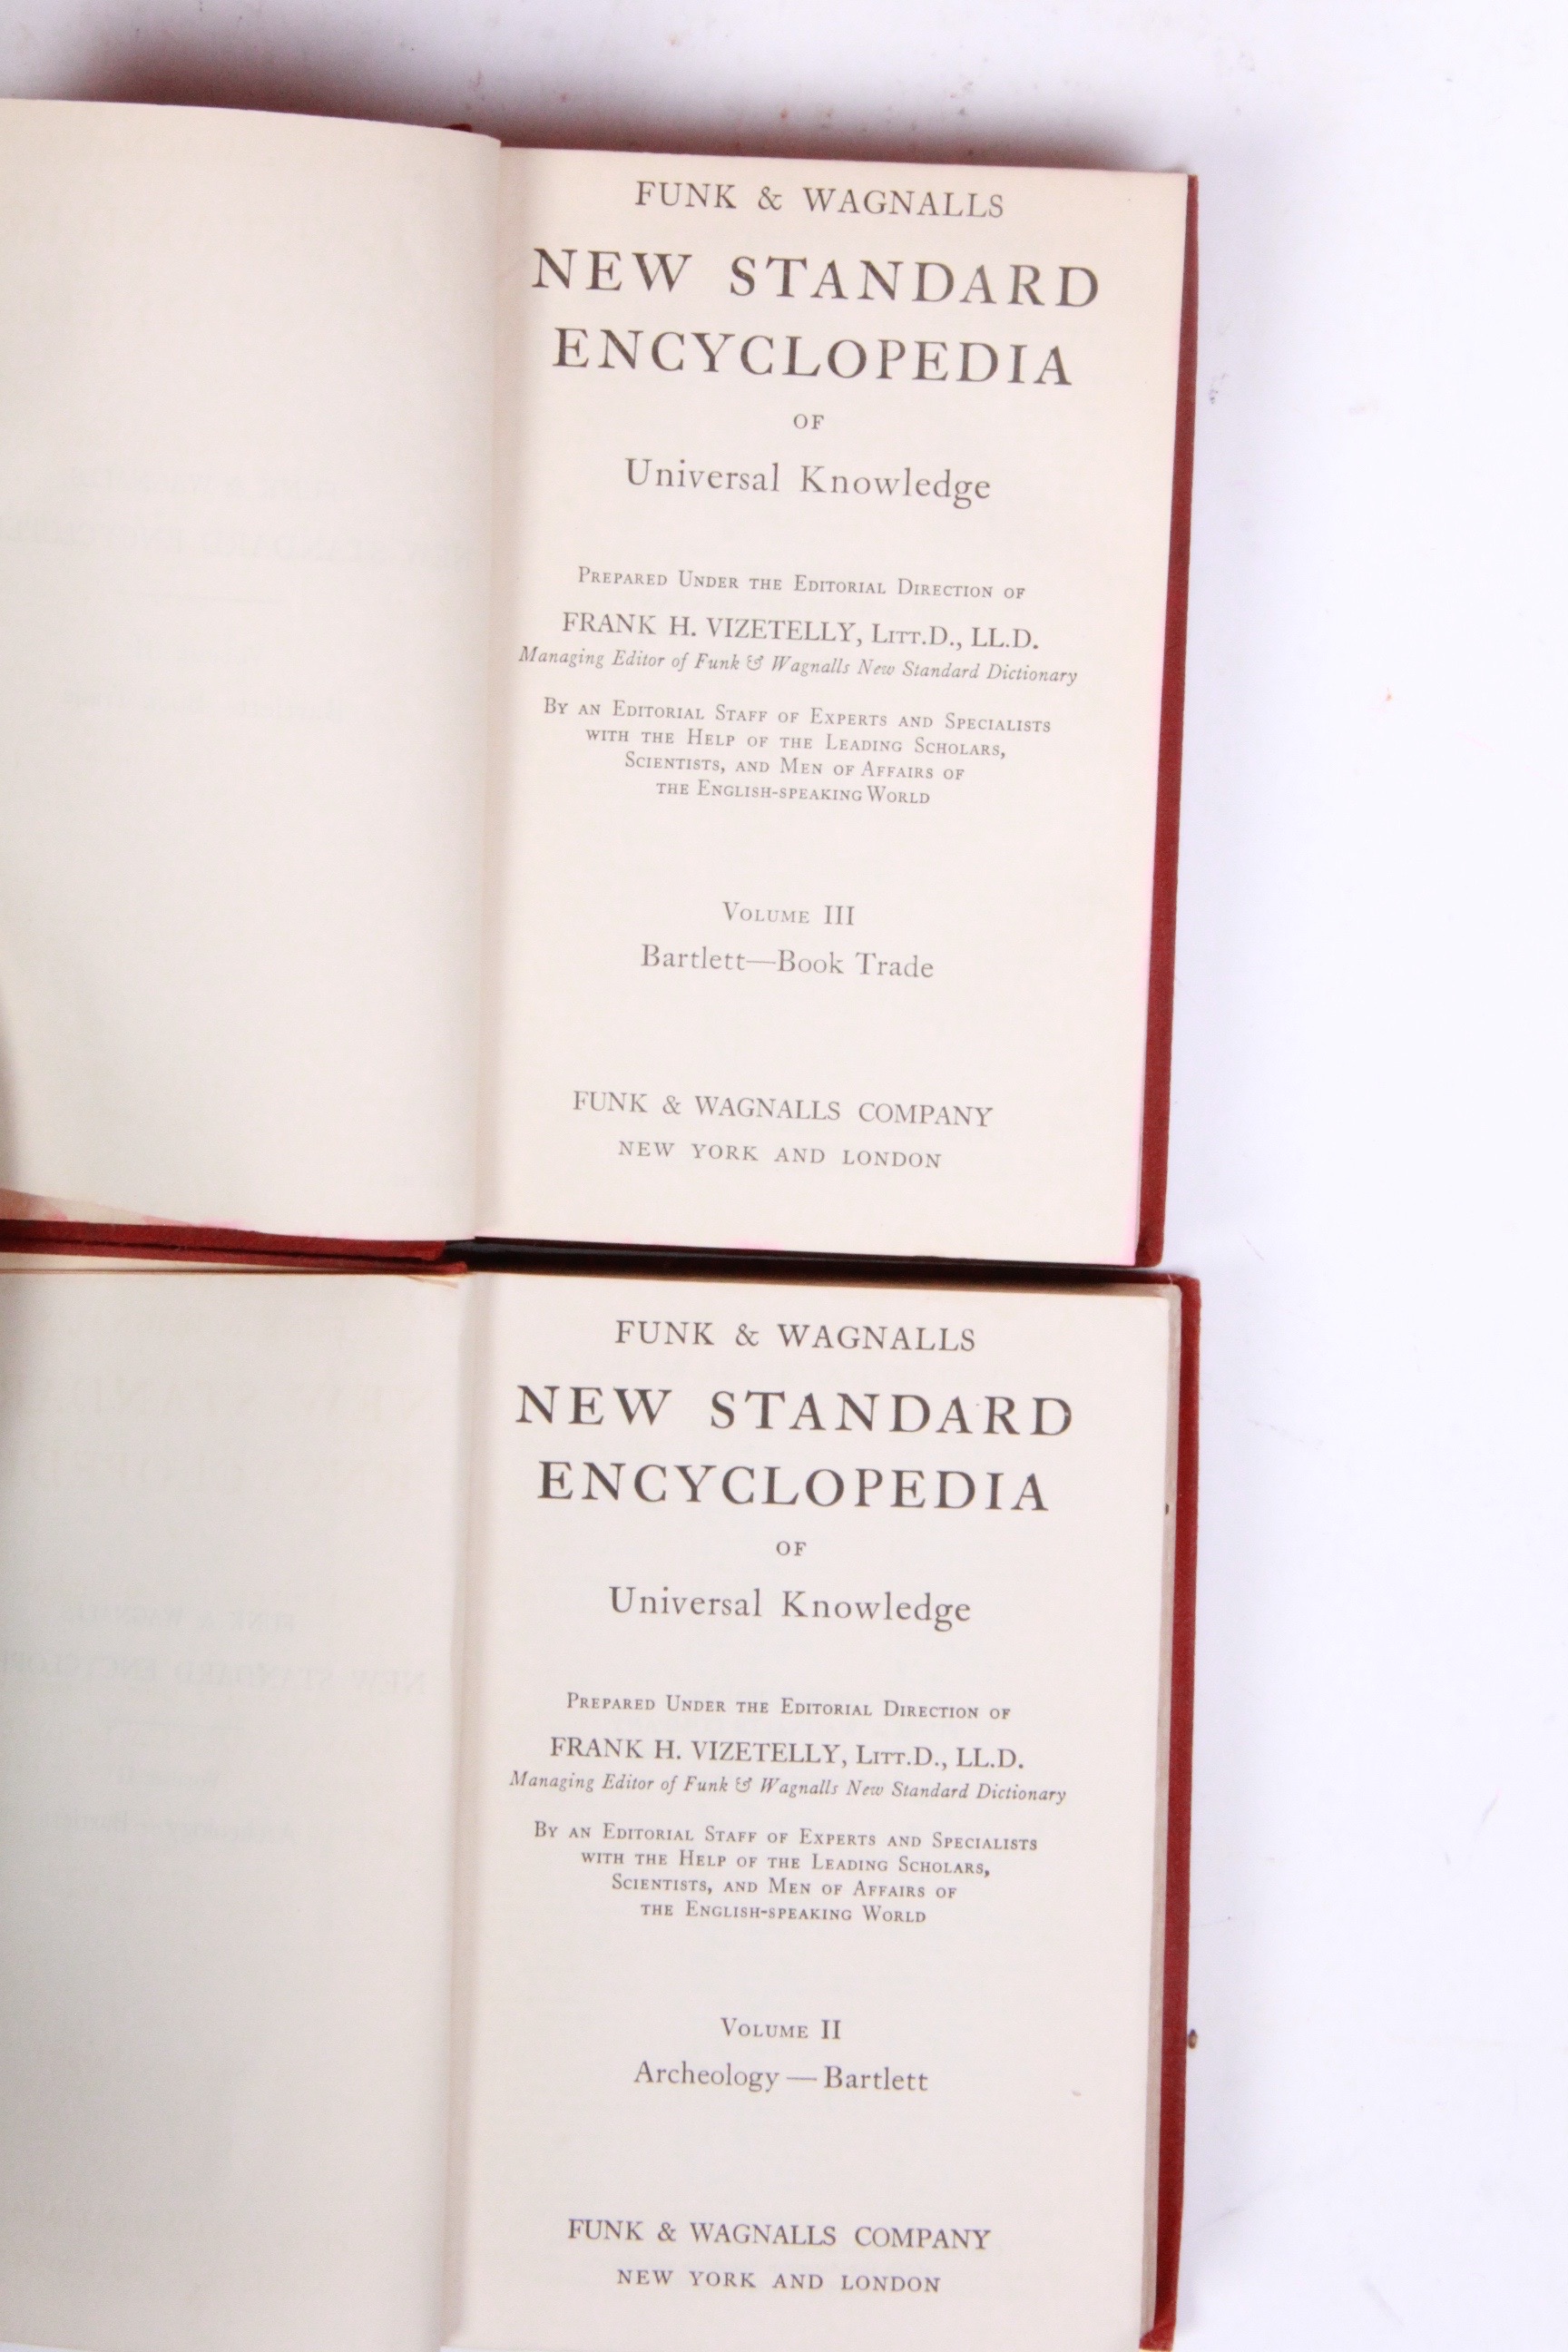 FUNK & WAGNALLS
NEW STANDARD
ENCYCLOPEDIA
OF
Universal Knowledge
PREPARED UNDER THE EDITORIAL DIRECTION OF
FRANK H. VIZETELLY, LITT.D., LL.D.
Managing Editor of Funk & Wagnalls New Standard Dictionary
BY AN EDITORIAL STAFF OF EXPERTS AND SPECIALISTS
WITH THE HELP OF THE LEADING SCHOLARS,
SCIENTISTS, AND MEN OF AFFAIRS OF
THE ENGLISH-SPEAKING WORLD
VOLUME III
Bartlett—Book Trade
FUNK & WAGNALLS COMPANY
NEW YORK AND LONDON
FUNK & WAGNALLS
NEW STANDARD
ENCYCLOPEDIA
OF
Universal Knowledge
PREPARED UNDER THE EDITORIAL DIRECTION OF
FRANK H. VIZETELLY, LITT.D., LL.D.
Managing Editor of Funk & Wagnalls New Standard Dictionary
BY AN EDITORIAL STAFF OF EXPERTS AND SPECIALISTS
WITH THE HELP OF THE LEADING SCHOLARS,
SCIENTISTS, AND MEN OF AFFAIRS OF
THE ENGLISH-SPEAKING WORLD
VOLUME II
Archeology — Bartlett
FUNK & WAGNALLS COMPANY
NEW YORK AND LONDON